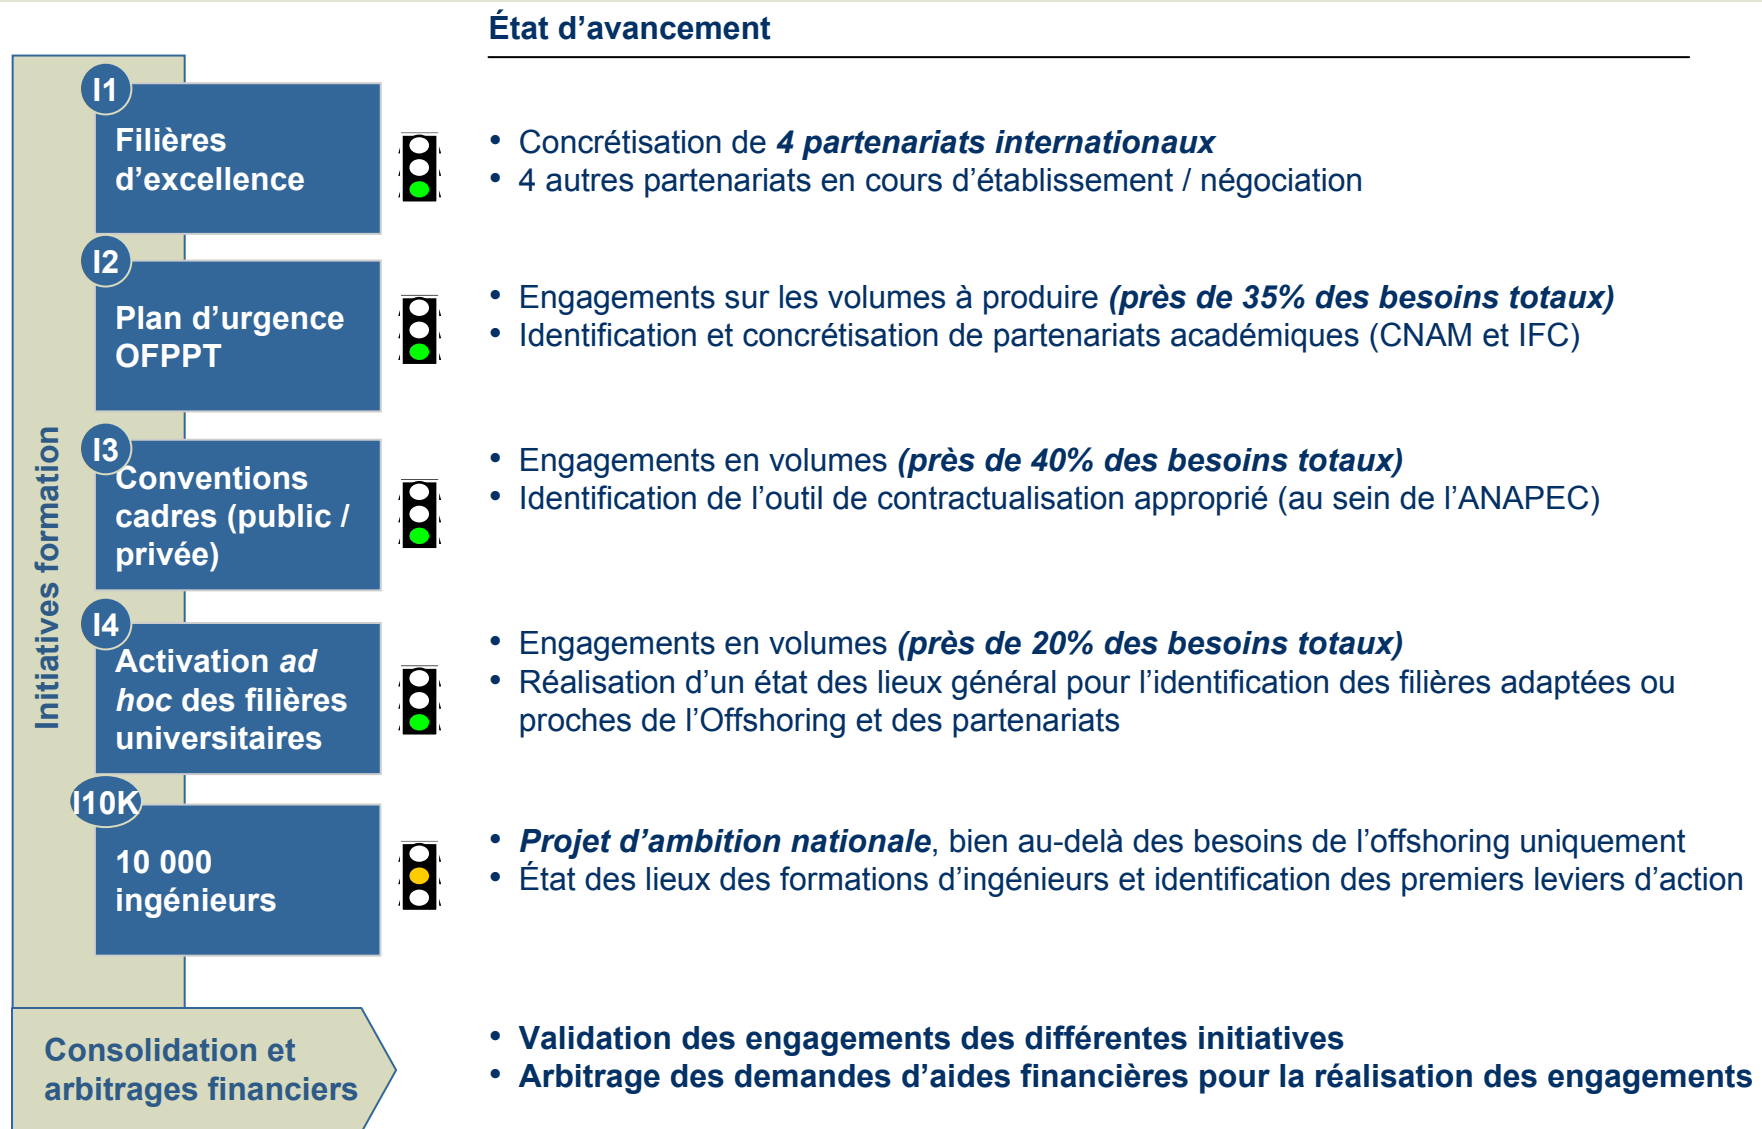 État d’avancement
Initiatives formation
I1
Filières
d’excellence
• Concrétisation de 4 partenariats internationaux
• 4 autres partenariats en cours d’établissement / négociation
I2
Plan d’urgence
OFPPT
• Engagements sur les volumes à produire (près de 35% des besoins totaux)
• Identification et concrétisation de partenariats académiques (CNAM et IFC)
I3
Conventions
cadres (public /
privée)
• Engagements en volumes (près de 40% des besoins totaux)
• Identification de l’outil de contractualisation approprié (au sein de l’ANAPEC)
I4
Activation ad
hoc des filières
universitaires
• Engagements en volumes (près de 20% des besoins totaux)
• Réalisation d’un état des lieux général pour l’identification des filières adaptées ou
proches de l’Offshoring et des partenariats
I10K
10 000
ingénieurs
• Projet d’ambition nationale, bien au-delà des besoins de l’offshoring uniquement
• État des lieux des formations d’ingénieurs et identification des premiers leviers d’action
Consolidation et
arbitrages financiers
• Validation des engagements des différentes initiatives
• Arbitrage des demandes d’aides financières pour la réalisation des engagements